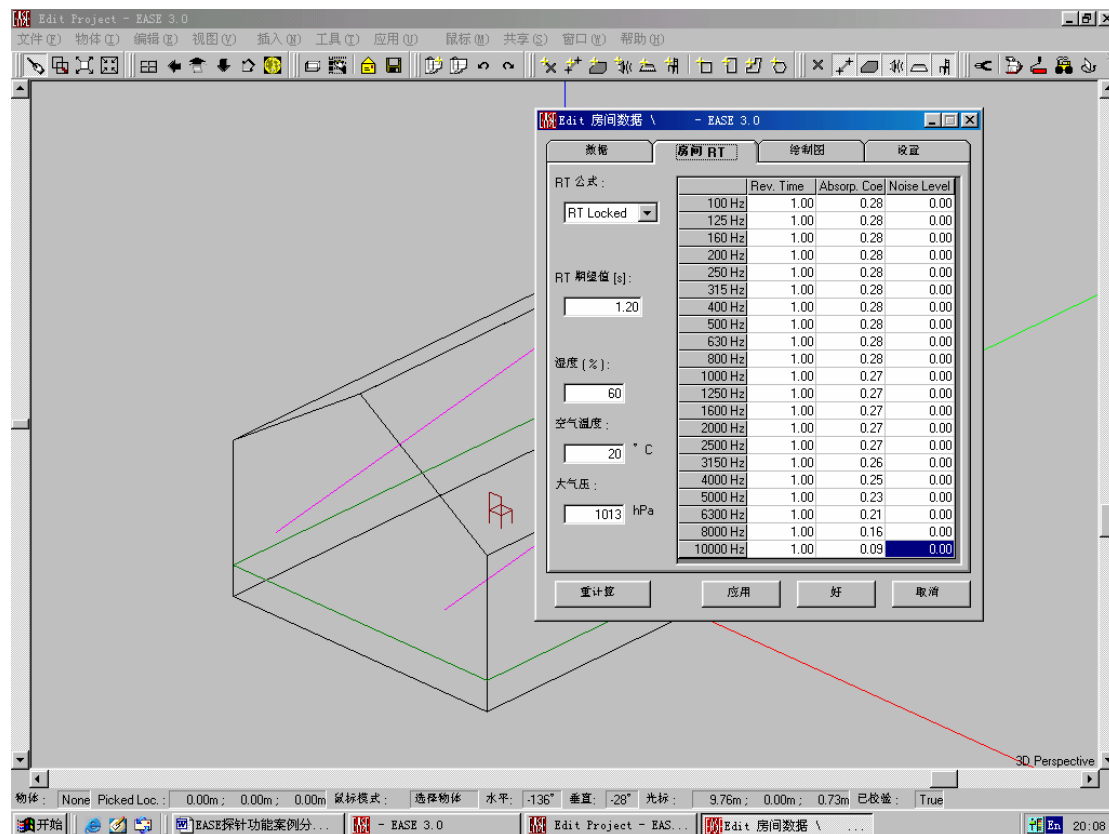 Edit Project - EASE 3.0
文件(F) 物体(I) 编辑(E) 视图(V) 插入(N) 工具(T) 应用(U) 鼠标(M) 共享(S) 窗口(W) 帮助(H)
Edit 房间数据 \ - EASE 3.0
数据 房间 RT 绘制图 设置
RT 公式:
RT Locked
RT 期望值 [s]:
1.20
湿度(%):
60
空气温度:
20 ° C
大气压:
1013 hPa
Rev. Time Absorp. Coe Noise Level
100 Hz 1.00 0.28 0.00
125 Hz 1.00 0.28 0.00
160 Hz 1.00 0.28 0.00
200 Hz 1.00 0.28 0.00
250 Hz 1.00 0.28 0.00
315 Hz 1.00 0.28 0.00
400 Hz 1.00 0.28 0.00
500 Hz 1.00 0.28 0.00
630 Hz 1.00 0.28 0.00
800 Hz 1.00 0.28 0.00
1000 Hz 1.00 0.27 0.00
1250 Hz 1.00 0.27 0.00
1600 Hz 1.00 0.27 0.00
2000 Hz 1.00 0.27 0.00
2500 Hz 1.00 0.27 0.00
3150 Hz 1.00 0.26 0.00
4000 Hz 1.00 0.25 0.00
5000 Hz 1.00 0.23 0.00
6300 Hz 1.00 0.21 0.00
8000 Hz 1.00 0.16 0.00
10000 Hz 1.00 0.09 0.00
重计算 应用 好 取消
3D Perspective
物体: None Picked Loc.: 0.00m; 0.00m; 0.00m 鼠标模式: 选择物体 水平: -136° 垂直: -28° 光标: 9.76m; 0.00m; 0.73m 已校验: True
开始 EASE探针功能案例分... - EASE 3.0 Edit Project - EAS... Edit 房间数据 \ ... En 20:08